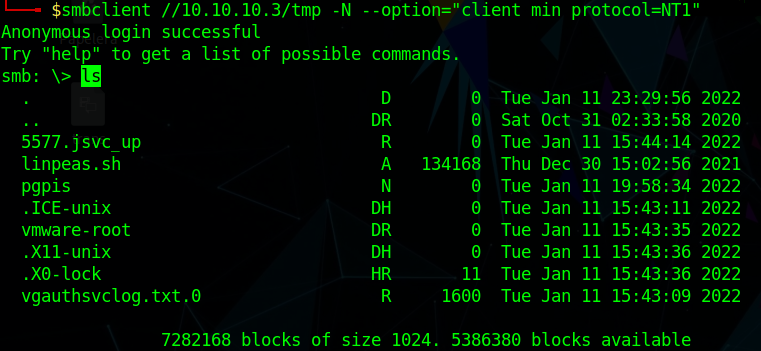 $smbclient //10.10.10.3/tmp -N --option="client min protocol=NT1"
Anonymous login successful
Try "help" to get a list of possible commands.
smb: \> ls
. D 0 Tue Jan 11 23:29:56 2022
.. DR 0 Sat Oct 31 02:33:58 2020
5577.jsvc_up R 0 Tue Jan 11 15:44:14 2022
linpeas.sh A 134168 Thu Dec 30 15:02:56 2021
pgpis N 0 Tue Jan 11 19:58:34 2022
.ICE-unix DH 0 Tue Jan 11 15:43:11 2022
vmware-root DR 0 Tue Jan 11 15:43:35 2022
.X11-unix DH 0 Tue Jan 11 15:43:36 2022
.X0-lock HR 11 Tue Jan 11 15:43:36 2022
vgauthsvclog.txt.0 R 1600 Tue Jan 11 15:43:09 2022
7282168 blocks of size 1024. 5386380 blocks available